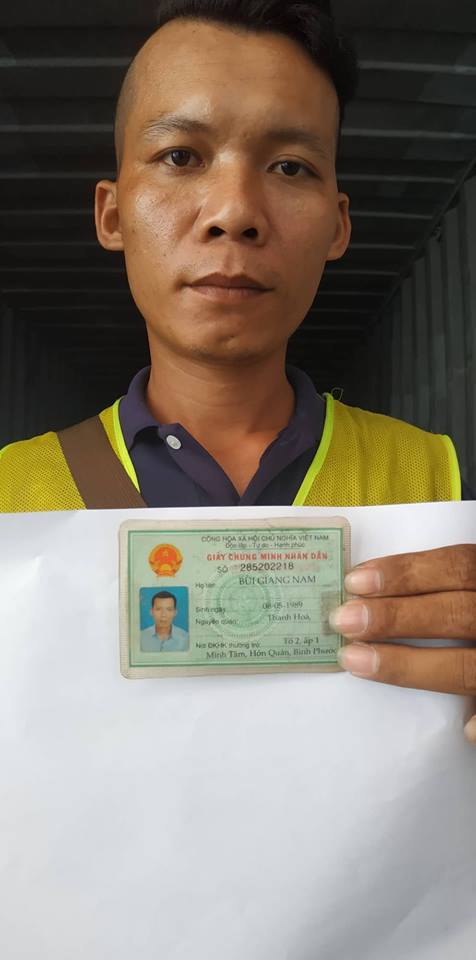 CỘNG HÒA XÃ HỘI CHỦ NGHĨA VIỆT NAM
Độc lập - Tự do - Hạnh phúc
GIẤY CHỨNG MINH NHÂN DÂN
SỐ 285202218
Họ tên: BÙI GIANG NAM
Sinh ngày: 08-05-1989
Nguyên quán: Thanh Hoá,
Nơi ĐKHK thường trú: Tổ 2, ấp 1
Minh Tâm, Hớn Quản, Bình Phước